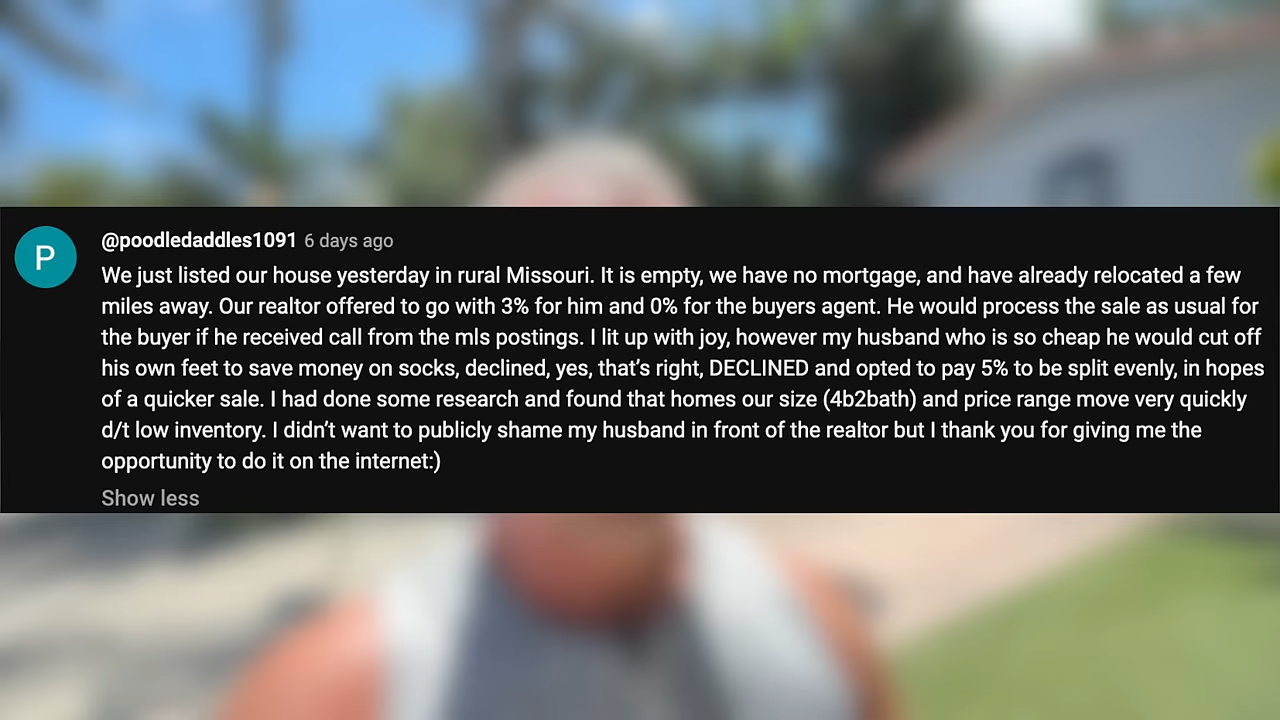 P
@poodledaddles1091 6 days ago
We just listed our house yesterday in rural Missouri. It is empty, we have no mortgage, and have already relocated a few
miles away. Our realtor offered to go with 3% for him and 0% for the buyers agent. He would process the sale as usual for
the buyer if he received call from the mls postings. I lit up with joy, however my husband who is so cheap he would cut off
his own feet to save money on socks, declined, yes, that’s right, DECLINED and opted to pay 5% to be split evenly, in hopes
of a quicker sale. I had done some research and found that homes our size (4b2bath) and price range move very quickly
d/t low inventory. I didn’t want to publicly shame my husband in front of the realtor but I thank you for giving me the
opportunity to do it on the internet:)
Show less